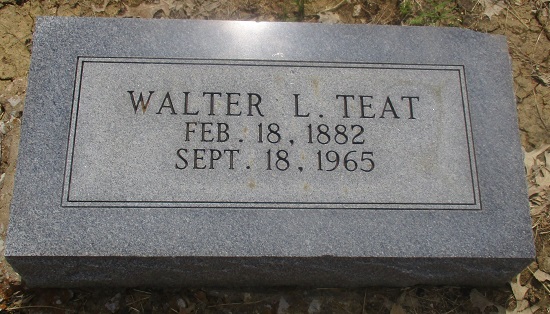 WALTER L. TEAT
FEB. 18, 1882
SEPT. 18, 1965